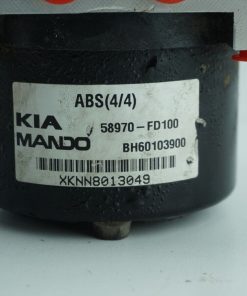 ABS(4/4)
KIA 58970-FD100
MANDO BH60103900
XKNN8013049